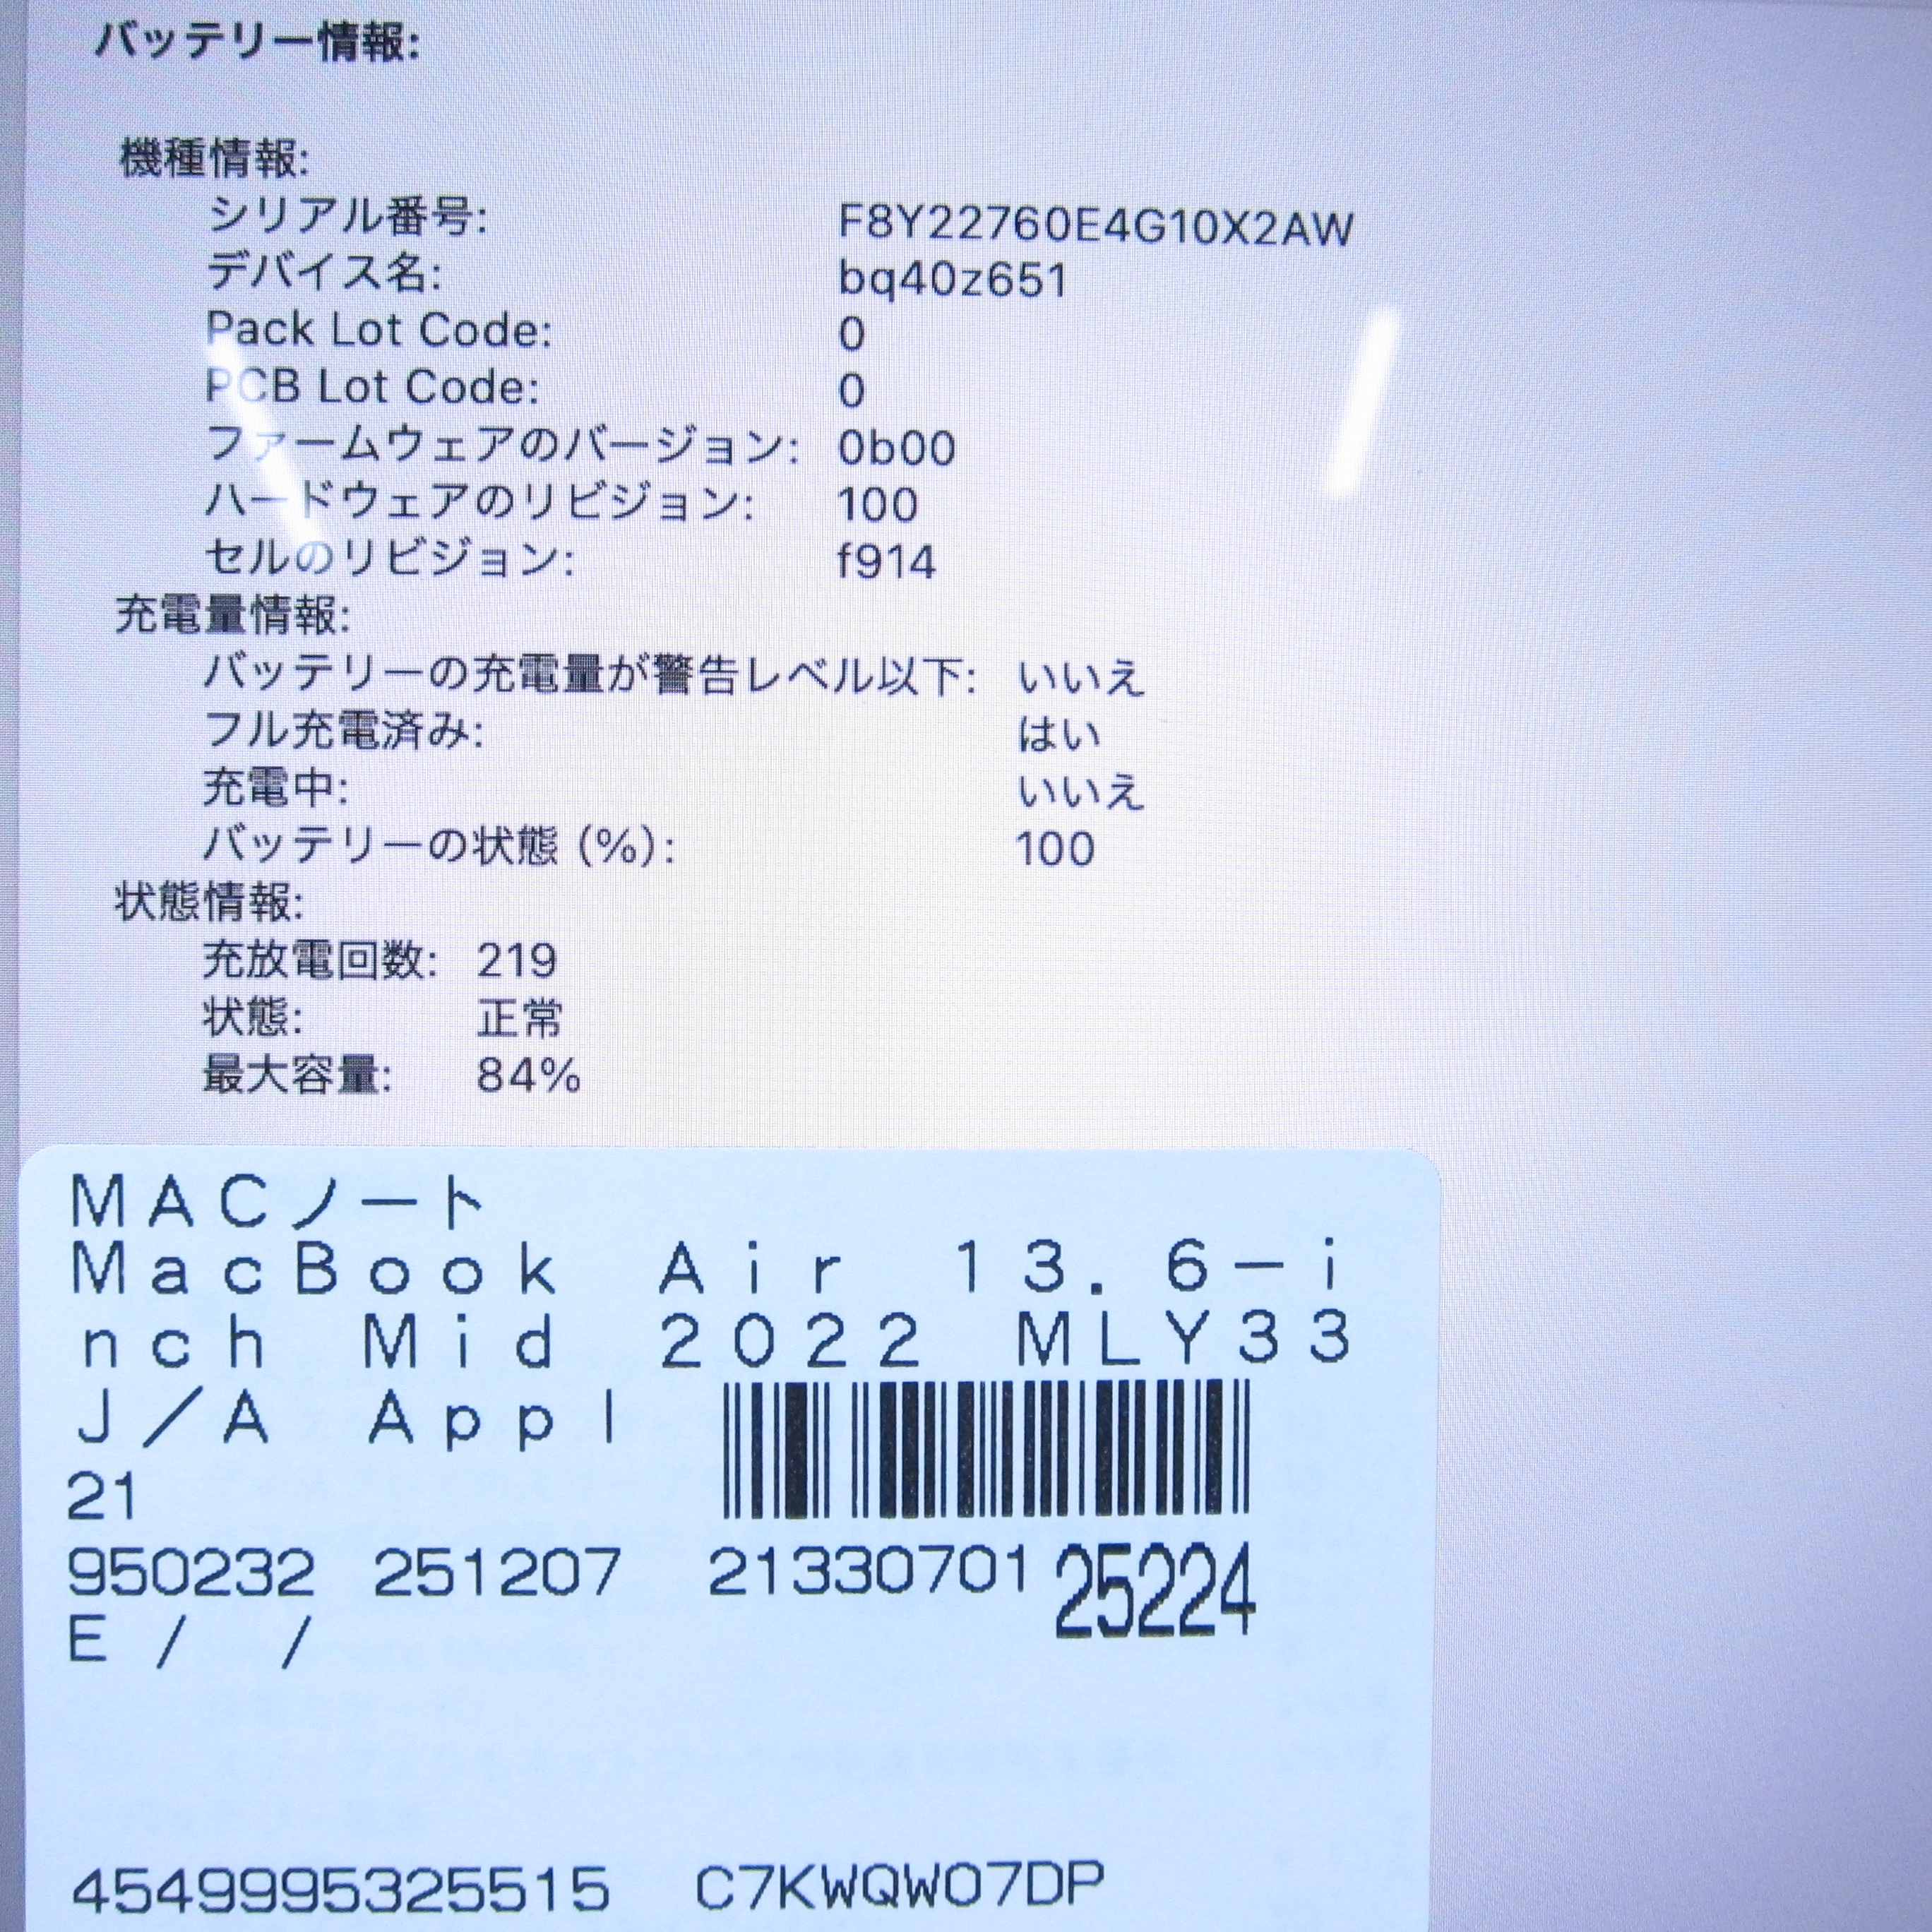 バッテリー情報:
機種情報:
シリアル番号: F8Y22760E4G10X2AW
デバイス名: bq40z651
Pack Lot Code: 0
PCB Lot Code: 0
ファームウェアのバージョン: 0b00
ハードウェアのリビジョン: 100
セルのリビジョン: f914
充電量情報:
バッテリーの充電量が警告レベル以下: いいえ
フル充電済み: はい
充電中: いいえ
バッテリーの状態 (%): 100
状態情報:
充放電回数: 219
状態: 正常
最大容量: 84%
MACノート
MacBook Air 13.6-i
nch Mid 2022 MLY33
J/A Appl
21
950232 251207 21330701 25224
E / /
4549995325515 C7KWQWO7DP